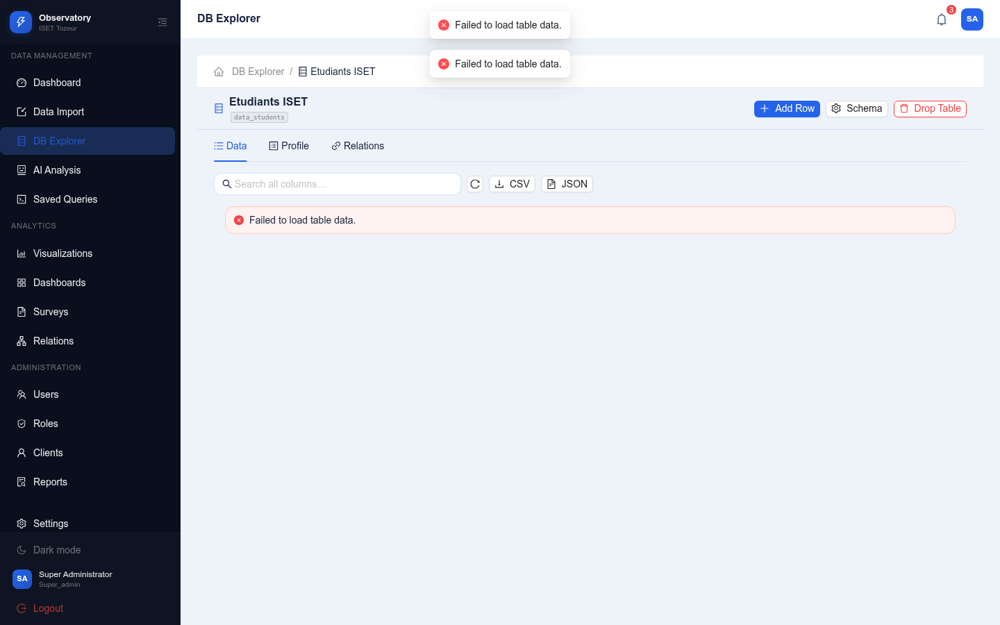 Observatory
ISET Tozeur
DATA MANAGEMENT
Dashboard
Data Import
DB Explorer
AI Analysis
Saved Queries
ANALYTICS
Visualizations
Dashboards
Surveys
Relations
ADMINISTRATION
Users
Roles
Clients
Reports
Settings
Dark mode
SA
Super Administrator
Super_admin
Logout
DB Explorer
Failed to load table data.
Failed to load table data.
3
SA
DB Explorer / Etudiants ISET
Etudiants ISET
data_students
Add Row
Schema
Drop Table
Data
Profile
Relations
Search all columns...
CSV
JSON
Failed to load table data.